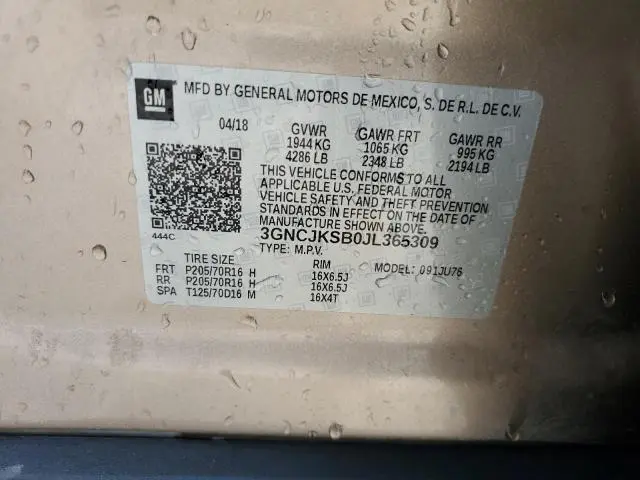 GM
MFD BY GENERAL MOTORS DE MEXICO, S. DE R.L. DE C.V.
04/18 GVWR GAWR FRT GAWR RR
1944 KG 1065 KG 995 KG
4286 LB 2348 LB 2194 LB
THIS VEHICLE CONFORMS TO ALL
APPLICABLE U.S. FEDERAL MOTOR
VEHICLE SAFETY AND THEFT PREVENTION
STANDARDS IN EFFECT ON THE DATE OF
MANUFACTURE SHOWN ABOVE.
444C 3GNCJKSB0JL365309
TYPE: M.P.V.
TIRE SIZE RIM MODEL: 091JU76
FRT P205/70R16 H 16X6.5J
RR P205/70R16 H 16X6.5J
SPA T125/70D16 M 16X4T